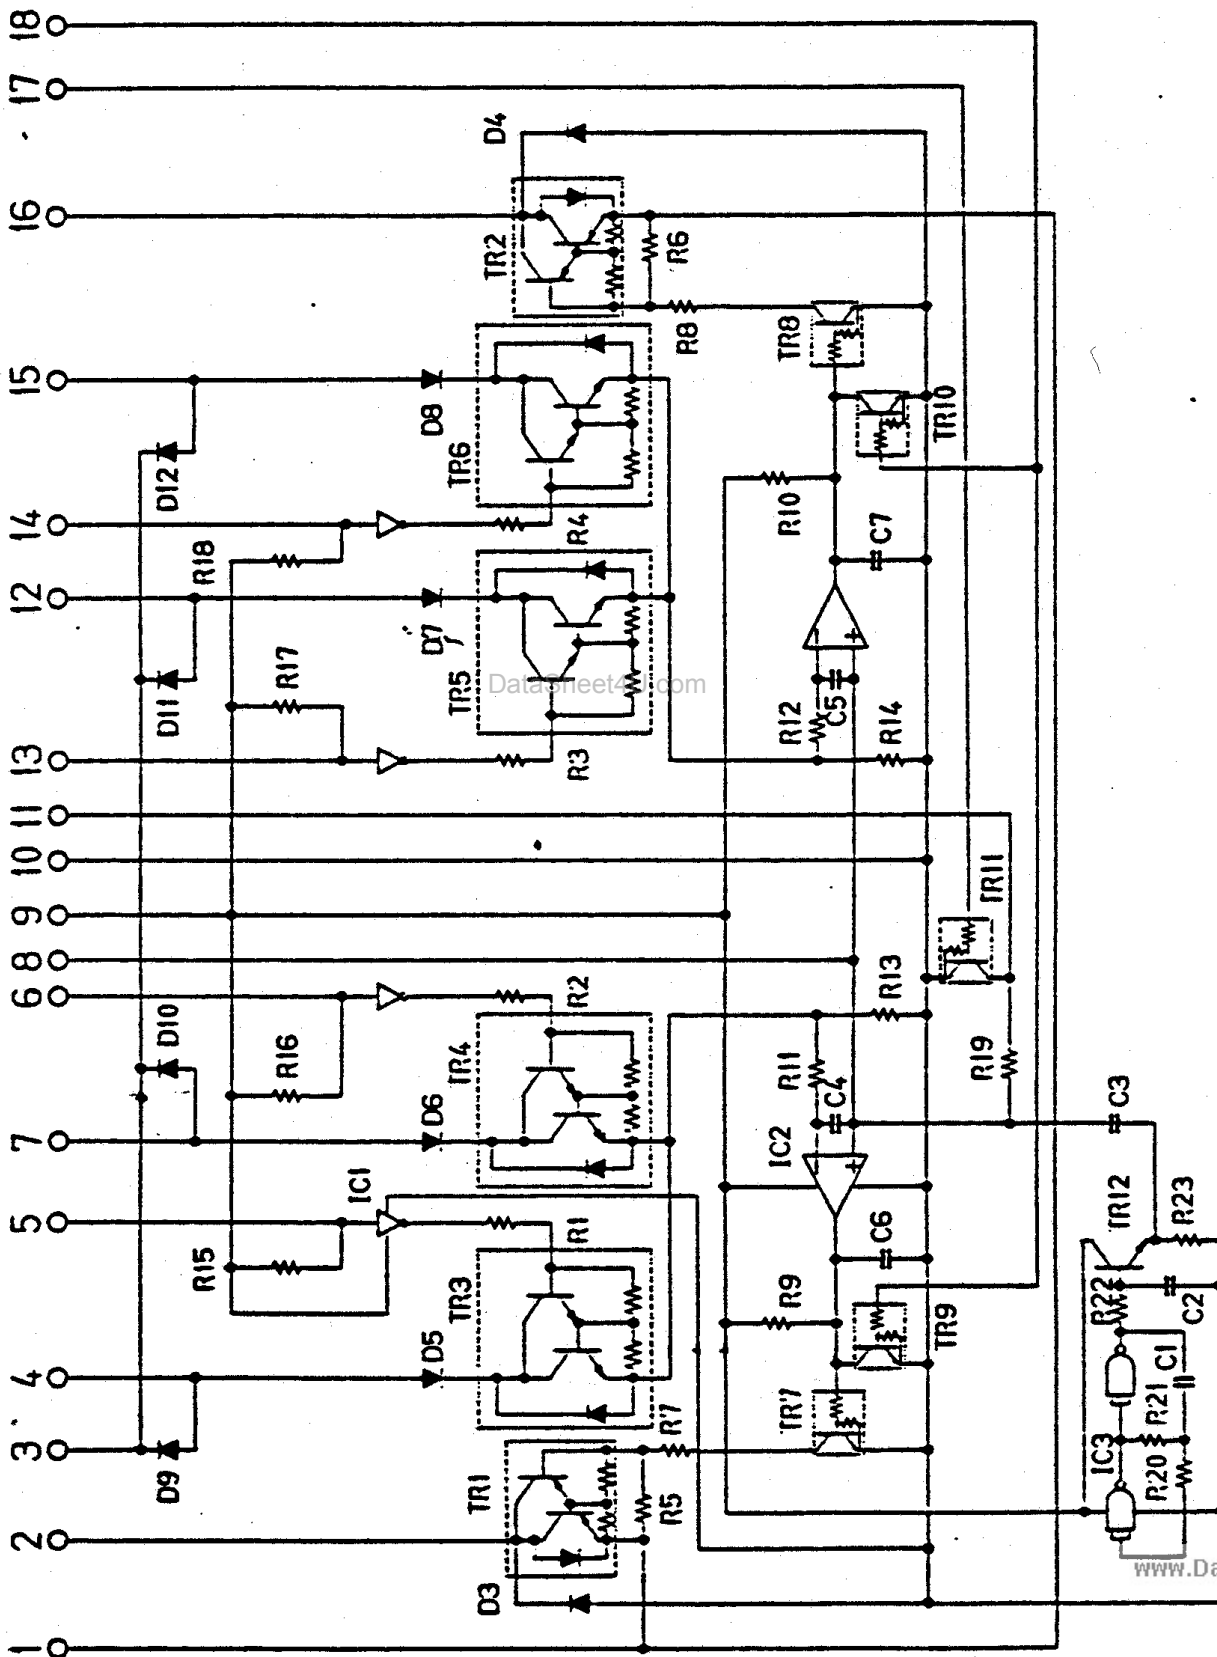 18
17
16
15
14
12
13
11
10
9
8
6
7
5
4
3
2
1
D4
TR2
R6
R8
TR8
D8
D12
TR6
R4
R18
TR10
R10
C7
D7
D11
R17
TR5
R3
DataSheet4U.com
R12
C5
R14
TR11
D10
R16
R2
TR4
D6
R11
C4
R13
R19
IC2
C3
IC1
R15
R1
TR3
D5
R9
C6
TR9
TR12
R23
R22
C2
C1
R21
R20
IC3
D9
TR1
R7
TR7
R5
D3
www.Da